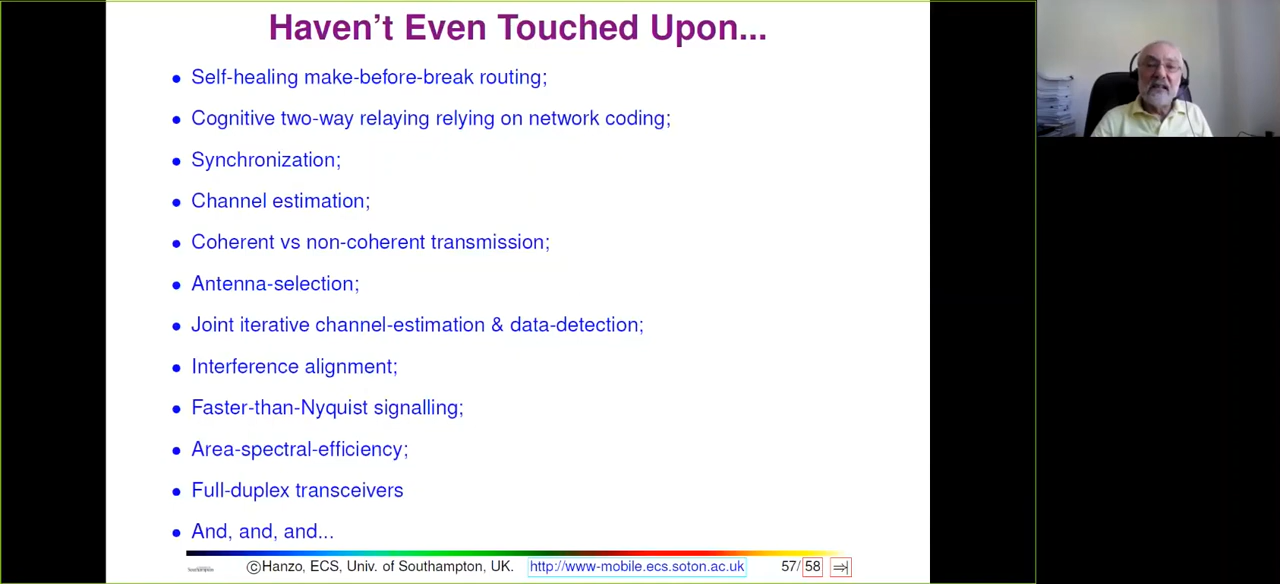 Haven't Even Touched Upon...
• Self-healing make-before-break routing;
• Cognitive two-way relaying relying on network coding;
• Synchronization;
• Channel estimation;
• Coherent vs non-coherent transmission;
• Antenna-selection;
• Joint iterative channel-estimation & data-detection;
• Interference alignment;
• Faster-than-Nyquist signalling;
• Area-spectral-efficiency;
• Full-duplex transceivers
• And, and, and...
©Hanzo, ECS, Univ. of Southampton, UK. http://www-mobile.ecs.soton.ac.uk 57/58